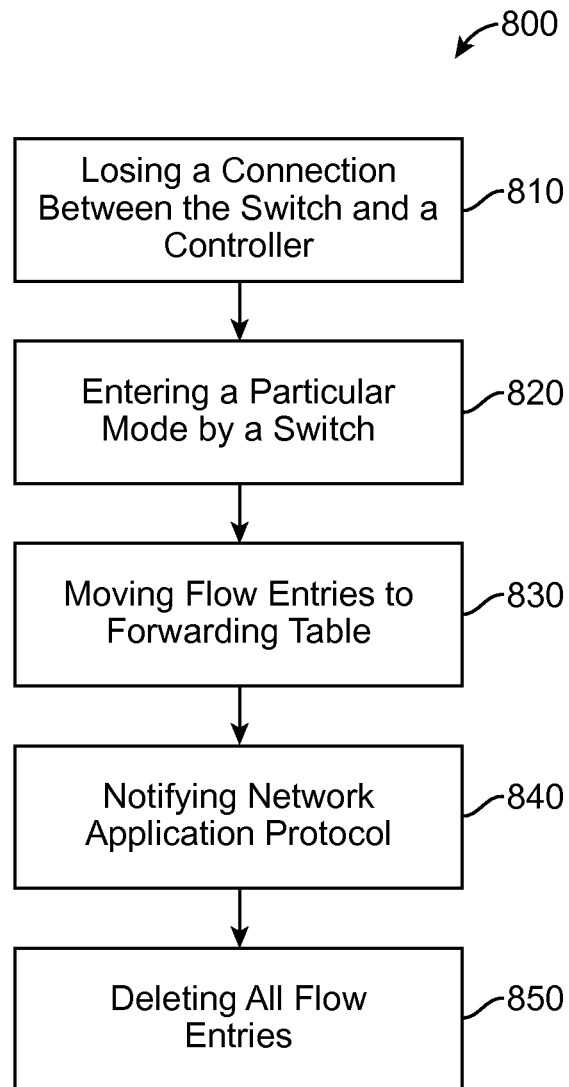 800
Losing a Connection
Between the Switch and a
Controller
810
Entering a Particular
Mode by a Switch
820
Moving Flow Entries to
Forwarding Table
830
Notifying Network
Application Protocol
840
Deleting All Flow
Entries
850